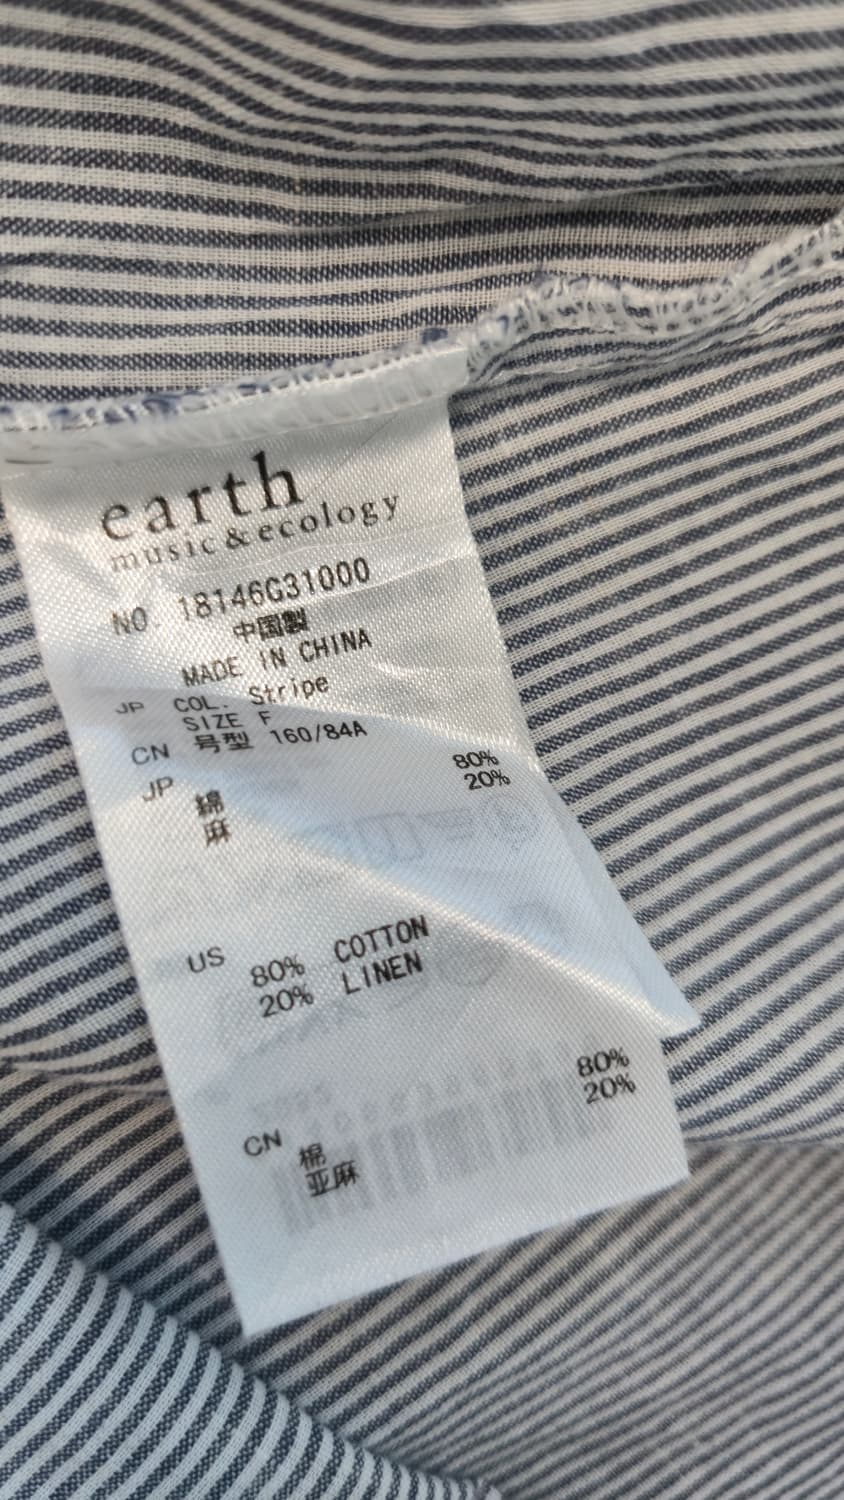 earth
music & ecology
NO. 18146G31000
中国製
MADE IN CHINA
JP COL. Stripe
SIZE F
CN 号型 160/84A
JP 綿 80%
麻 20%
US 80% COTTON
20% LINEN
CN 棉 80%
亚麻 20%